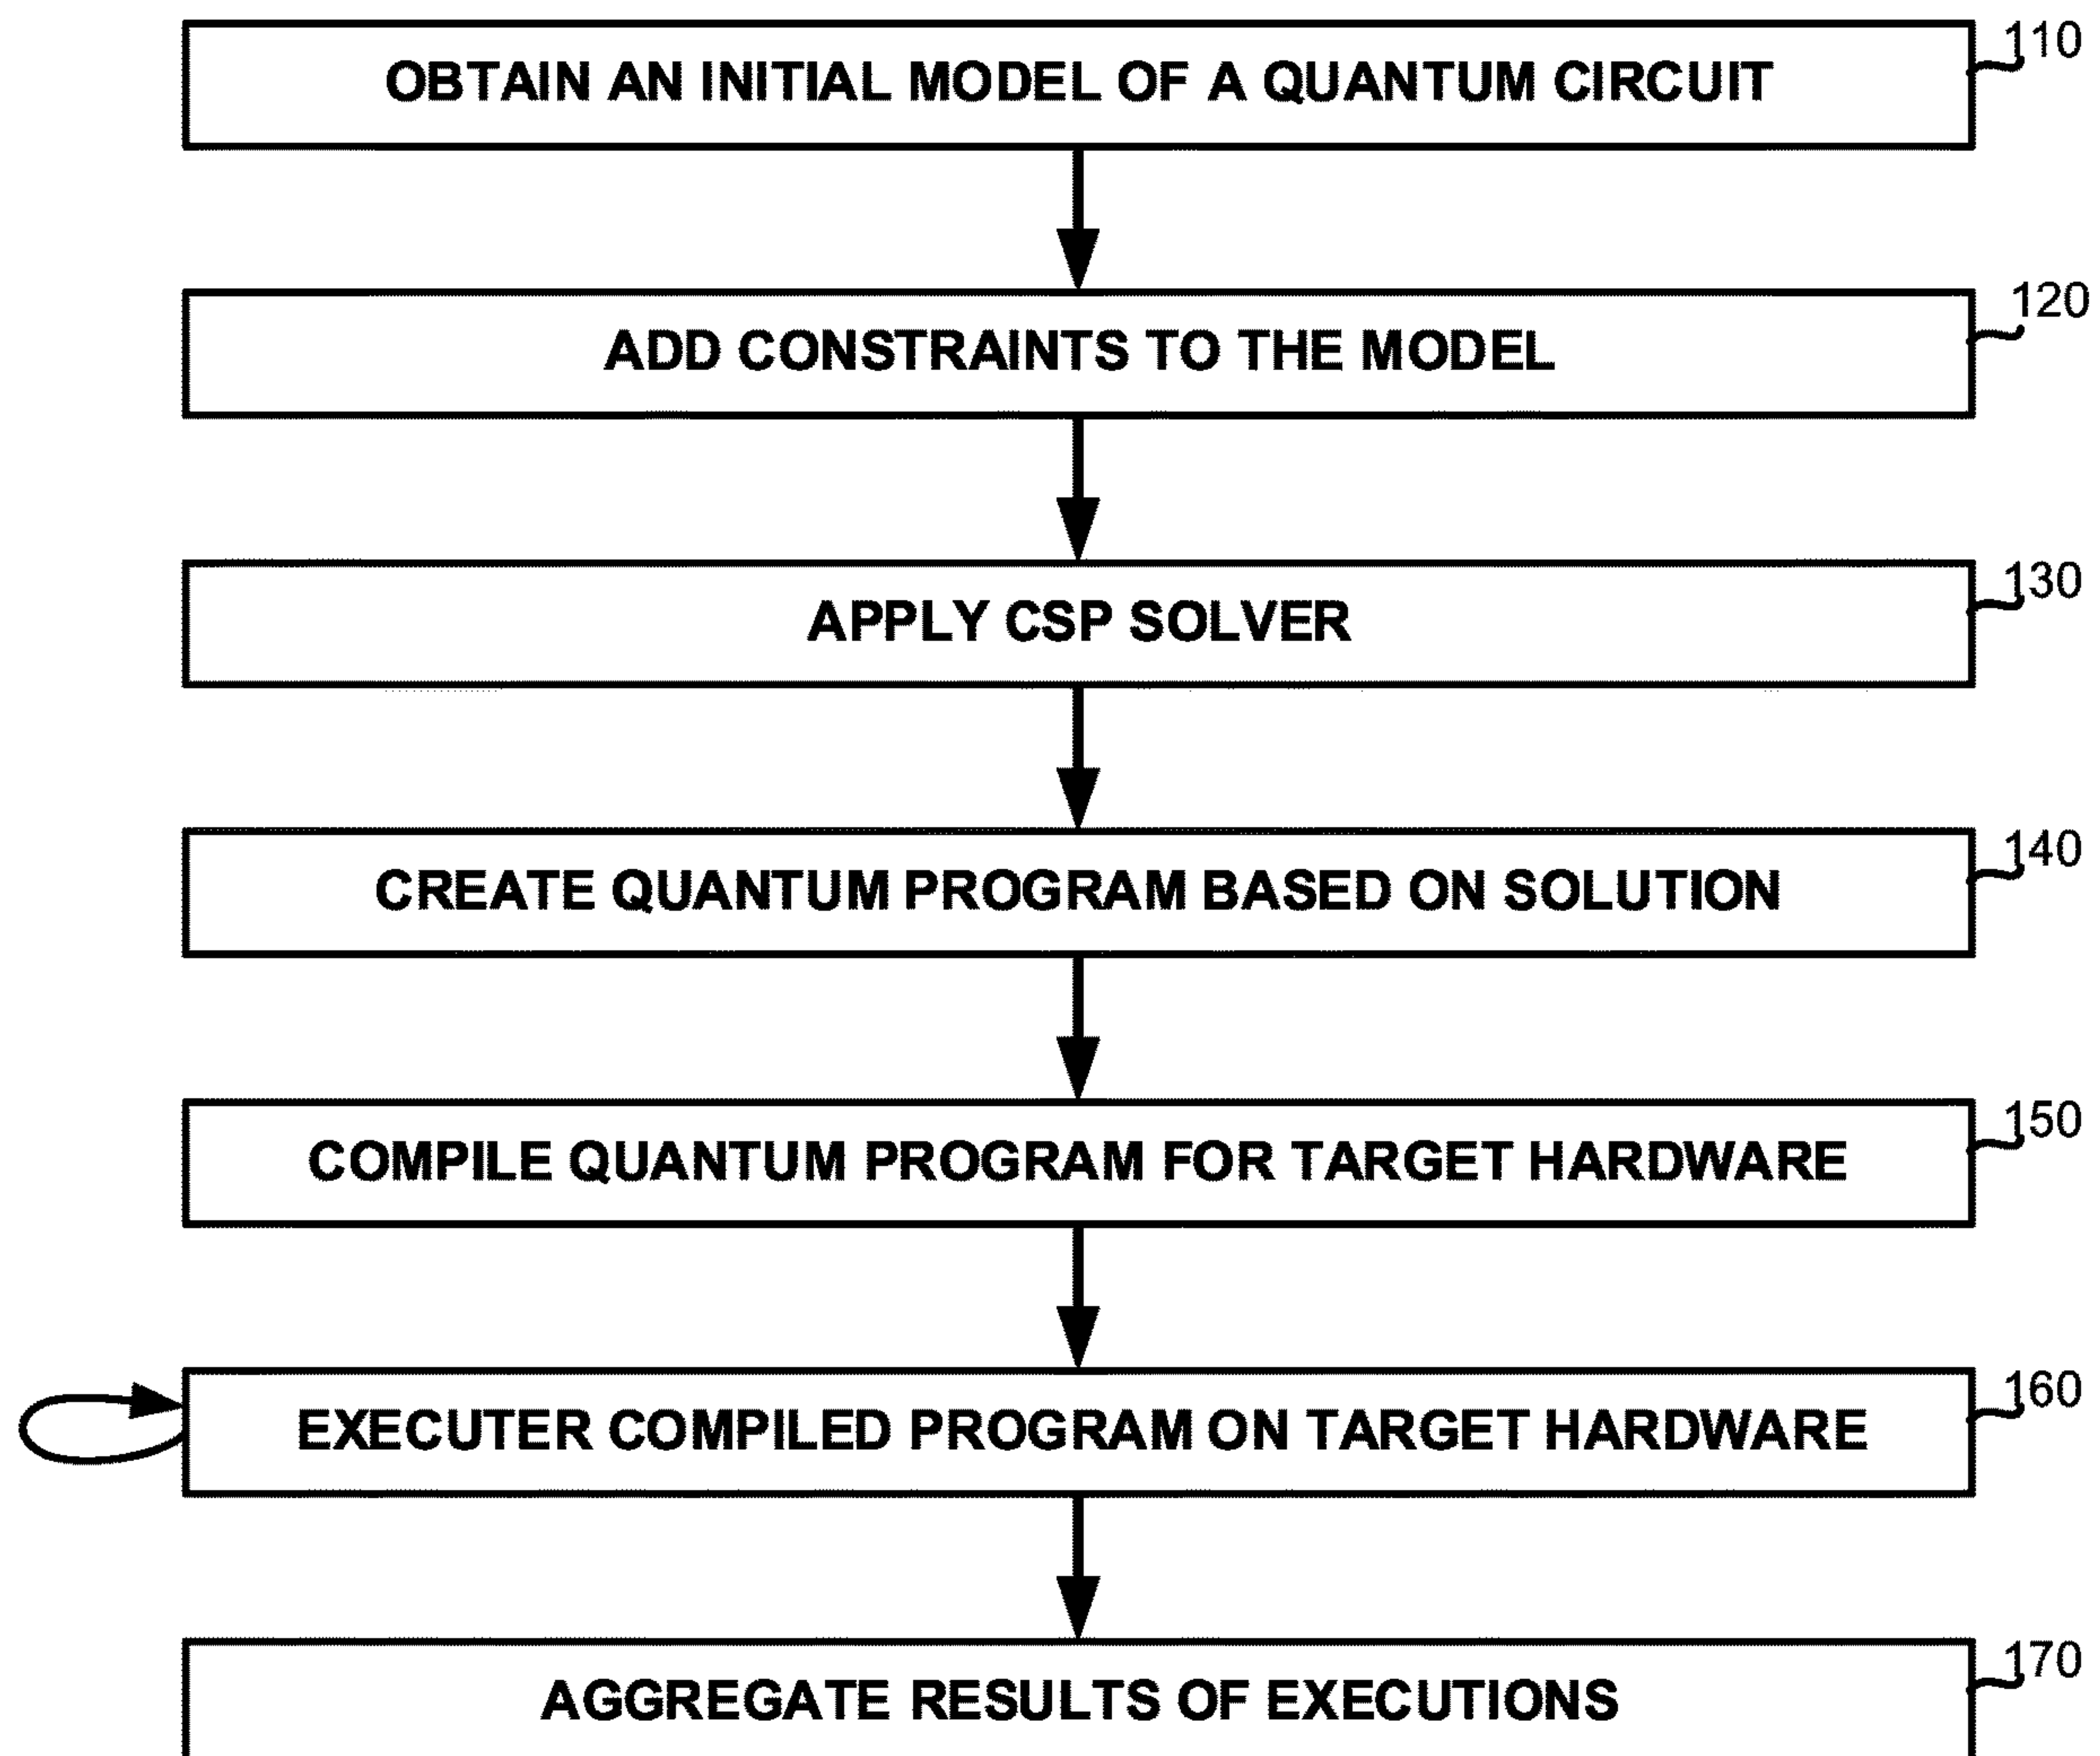 110
OBTAIN AN INITIAL MODEL OF A QUANTUM CIRCUIT
120
ADD CONSTRAINTS TO THE MODEL
130
APPLY CSP SOLVER
140
CREATE QUANTUM PROGRAM BASED ON SOLUTION
150
COMPILE QUANTUM PROGRAM FOR TARGET HARDWARE
160
EXECUTER COMPILED PROGRAM ON TARGET HARDWARE
170
AGGREGATE RESULTS OF EXECUTIONS